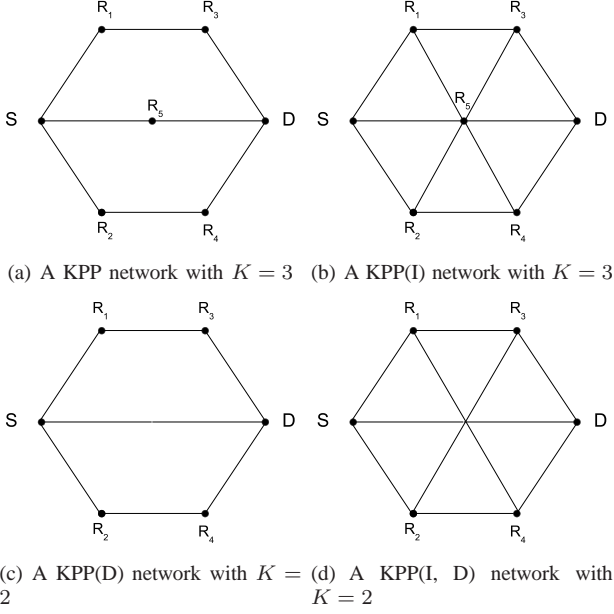 R₁ R₃ R₁ R₃
S R₅ D S R₅ D
R₂ R₄ R₂ R₄
(a) A KPP network with K = 3 (b) A KPP(I) network with K = 3
R₁ R₃ R₁ R₃
S D S D
R₂ R₄ R₂ R₄
(c) A KPP(D) network with K = (d) A KPP(I, D) network with
2 K = 2